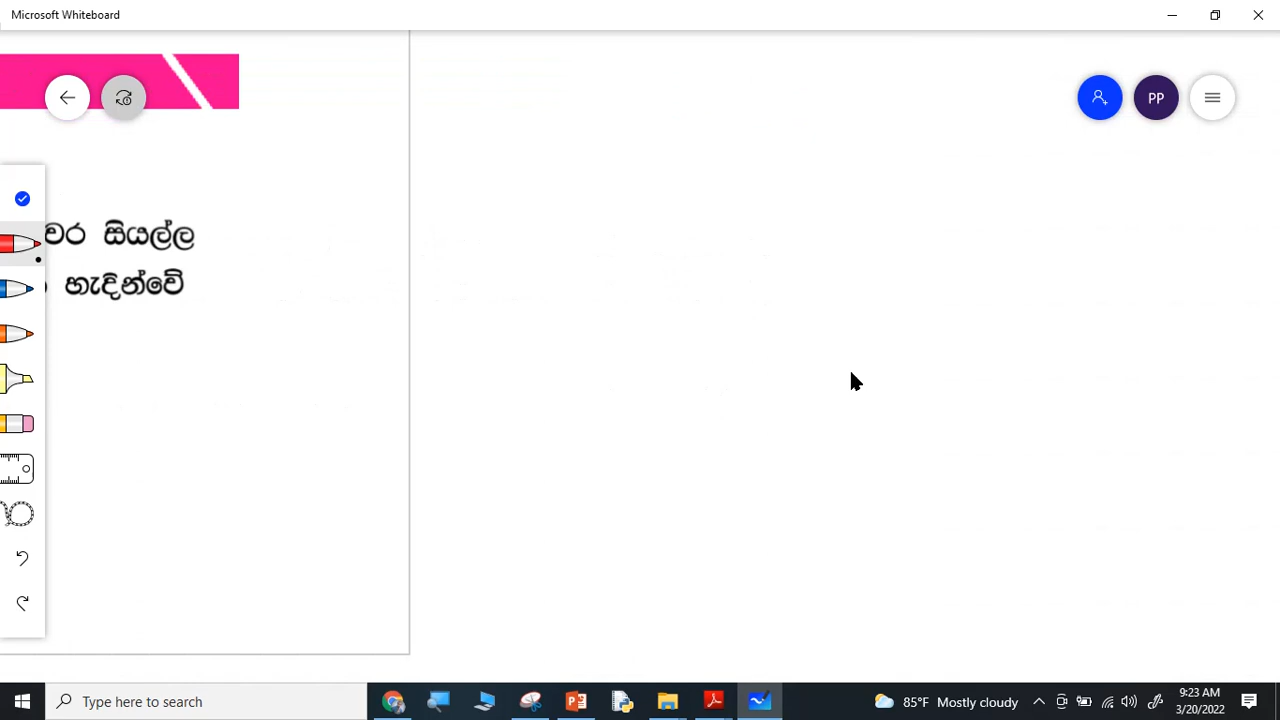 Microsoft Whiteboard
PP
වර සියල්ල
හැඳින්වේ
Type here to search
85°F Mostly cloudy
9:23 AM
3/20/2022